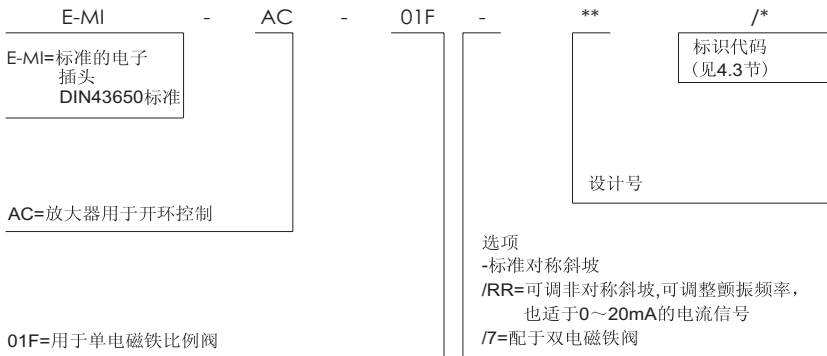 E-MI - AC - 01F - ** /*
E-MI=标准的电子
插头
DIN43650标准
标识代码
(见4.3节)
设计号
AC=放大器用于开环控制
选项
-标准对称斜坡
/RR=可调非对称斜坡,可调整颤振频率，
也适于0～20mA的电流信号
/7=配于双电磁铁阀
01F=用于单电磁铁比例阀